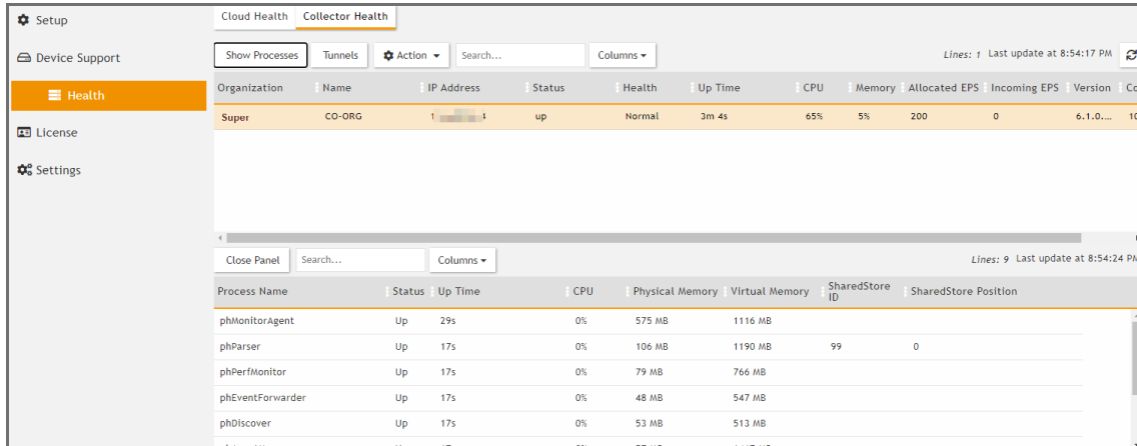 Setup
Device Support
Health
License
Settings
Cloud Health Collector Health
Show Processes Tunnels Action Search... Columns Lines: 1 Last update at 8:54:17 PM
Organization Name IP Address Status Health Up Time CPU Memory Allocated EPS Incoming EPS Version Co
Super CO-ORG up Normal 3m 4s 65% 5% 200 0 6.1.0.... 10
Close Panel Search... Columns Lines: 9 Last update at 8:54:24 PM
Process Name Status Up Time CPU Physical Memory Virtual Memory SharedStore ID SharedStore Position
phMonitorAgent Up 29s 0% 575 MB 1116 MB
phParser Up 17s 0% 106 MB 1190 MB 99 0
phPerfMonitor Up 17s 0% 79 MB 766 MB
phEventForwarder Up 17s 0% 48 MB 547 MB
phDiscover Up 17s 0% 53 MB 513 MB